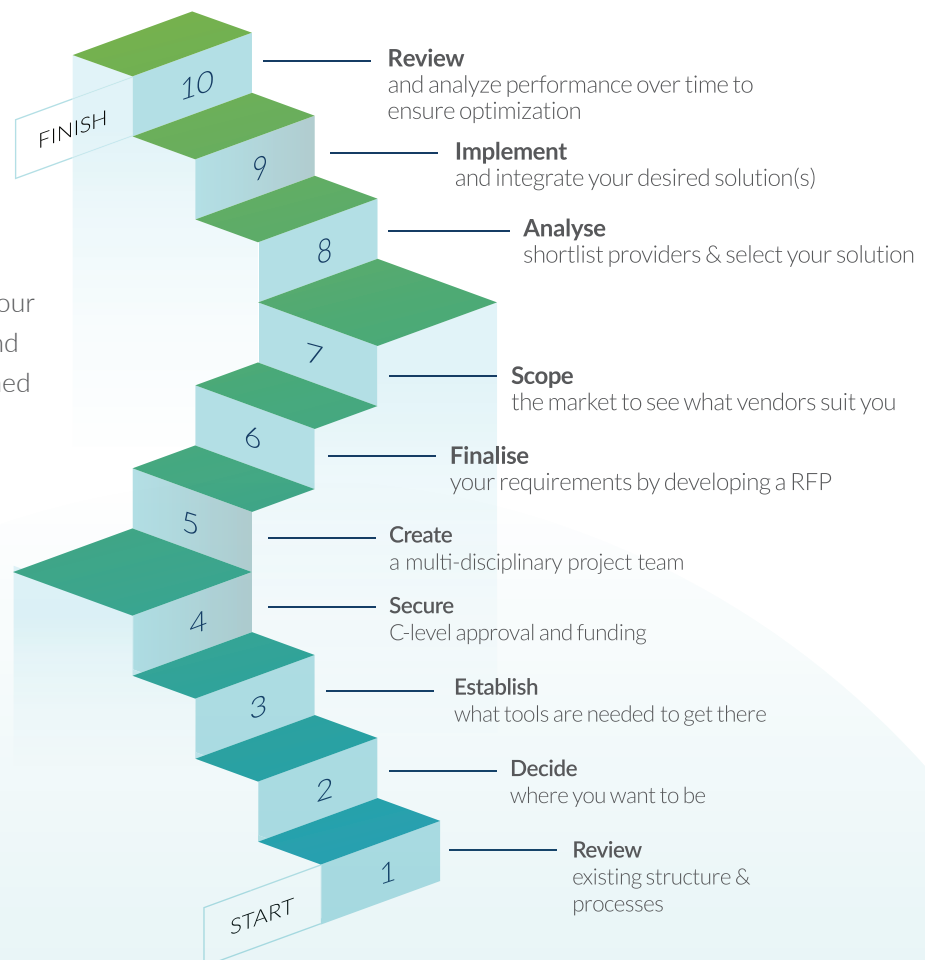 10
Review
and analyze performance over time to
ensure optimization
FINISH
9
Implement
and integrate your desired solution(s)
8
Analyse
shortlist providers & select your solution
7
Scope
the market to see what vendors suit you
6
Finalise
your requirements by developing a RFP
5
Create
a multi-disciplinary project team
4
Secure
C-level approval and funding
3
Establish
what tools are needed to get there
2
Decide
where you want to be
1
Review
existing structure &
processes
START